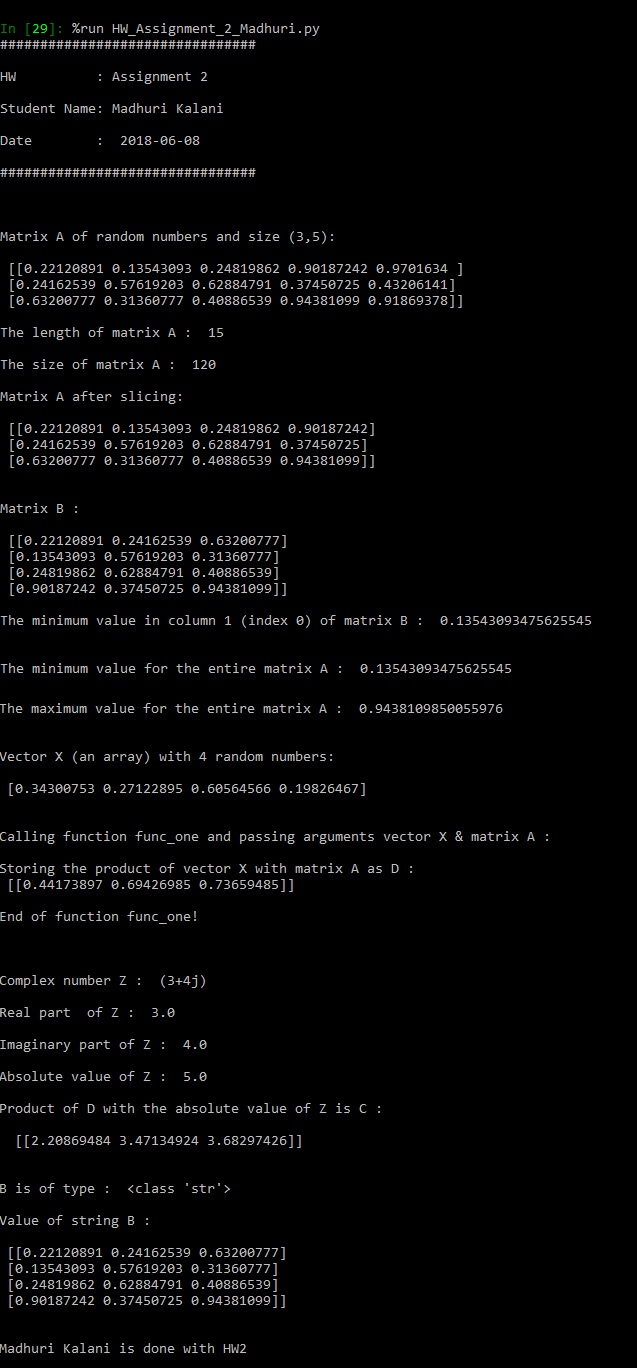 In [29]: %run HW_Assignment_2_Madhuri.py
################################
HW          : Assignment 2
Student Name: Madhuri Kalani
Date        :  2018-06-08
################################
Matrix A of random numbers and size (3,5):
[[0.22120891 0.13543093 0.24819862 0.90187242 0.9701634 ]
[0.24162539 0.57619203 0.62884791 0.37450725 0.43206141]
[0.63200777 0.31360777 0.40886539 0.94381099 0.91869378]]
The length of matrix A :  15
The size of matrix A :  120
Matrix A after slicing:
[[0.22120891 0.13543093 0.24819862 0.90187242]
[0.24162539 0.57619203 0.62884791 0.37450725]
[0.63200777 0.31360777 0.40886539 0.94381099]]
Matrix B :
[[0.22120891 0.24162539 0.63200777]
[0.13543093 0.57619203 0.31360777]
[0.24819862 0.62884791 0.40886539]
[0.90187242 0.37450725 0.94381099]]
The minimum value in column 1 (index 0) of matrix B :  0.13543093475625545
The minimum value for the entire matrix A :  0.13543093475625545
The maximum value for the entire matrix A :  0.9438109850055976
Vector X (an array) with 4 random numbers:
[0.34300753 0.27122895 0.60564566 0.19826467]
Calling function func_one and passing arguments vector X & matrix A :
Storing the product of vector X with matrix A as D :
[[0.44173897 0.69426985 0.73659485]]
End of function func_one!
Complex number Z :  (3+4j)
Real part  of Z :  3.0
Imaginary part of Z :  4.0
Absolute value of Z :  5.0
Product of D with the absolute value of Z is C :
[[2.20869484 3.47134924 3.68297426]]
B is of type :  <class 'str'>
Value of string B :
[[0.22120891 0.24162539 0.63200777]
[0.13543093 0.57619203 0.31360777]
[0.24819862 0.62884791 0.40886539]
[0.90187242 0.37450725 0.94381099]]
Madhuri Kalani is done with HW2